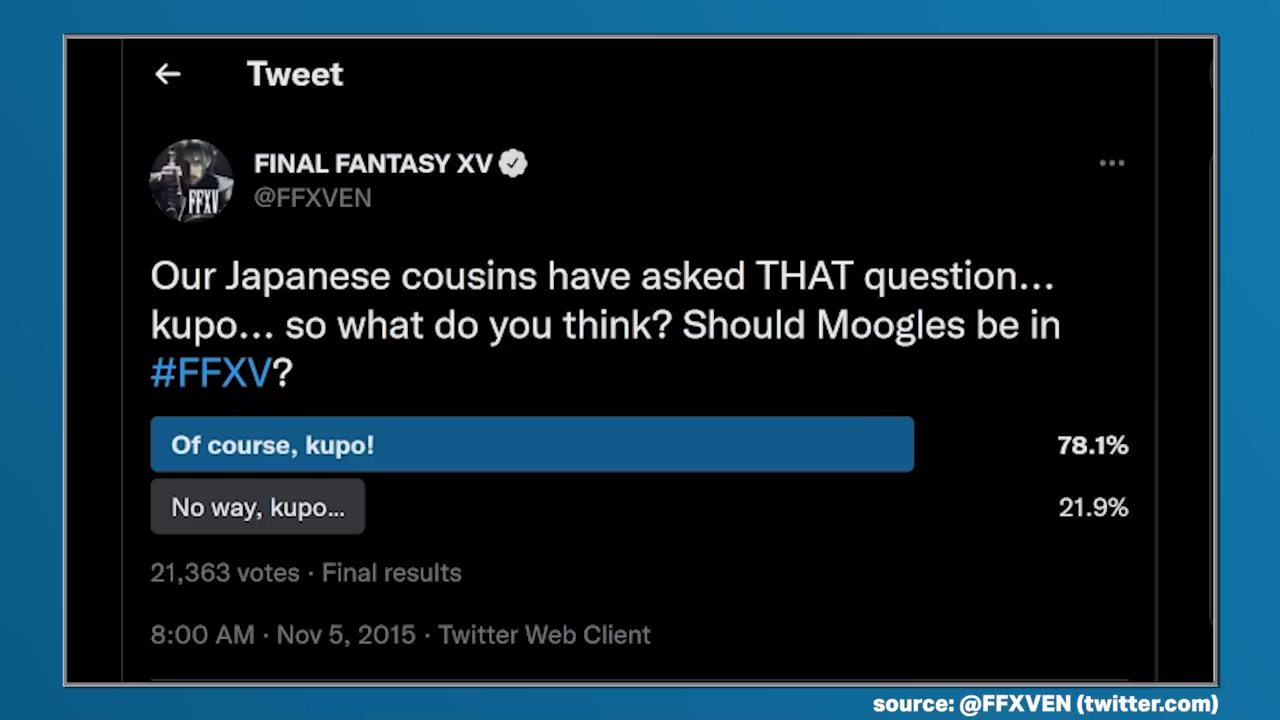 Tweet
FINAL FANTASY XV
@FFXVEN
FFXV
Our Japanese cousins have asked THAT question...
kupo... so what do you think? Should Moogles be in
#FFXV?
Of course, kupo!
78.1%
No way, kupo...
21.9%
21,363 votes · Final results
8:00 AM · Nov 5, 2015 · Twitter Web Client
source: @FFXVEN (twitter.com)